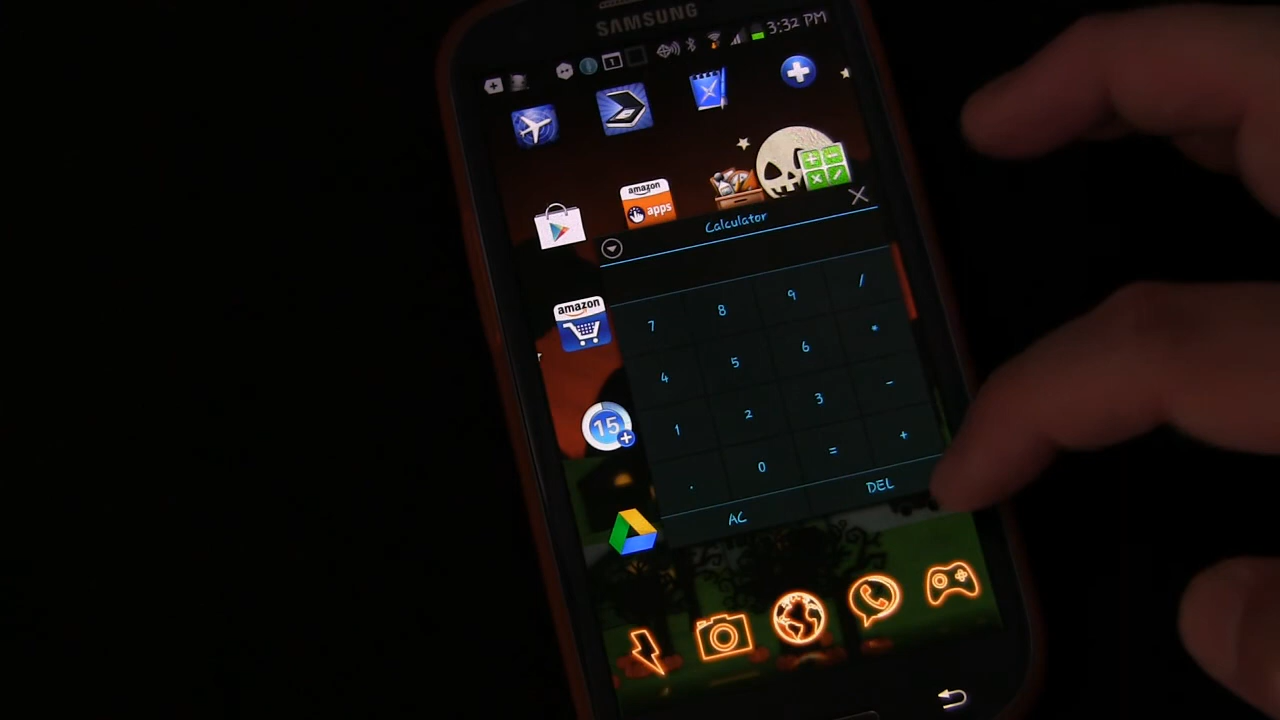 SAMSUNG
1 3:32 PM
amazon
apps
Calculator
amazon
7 8 9 /
4 5 6 *
1 2 3 -
. 0 = +
15
AC DEL